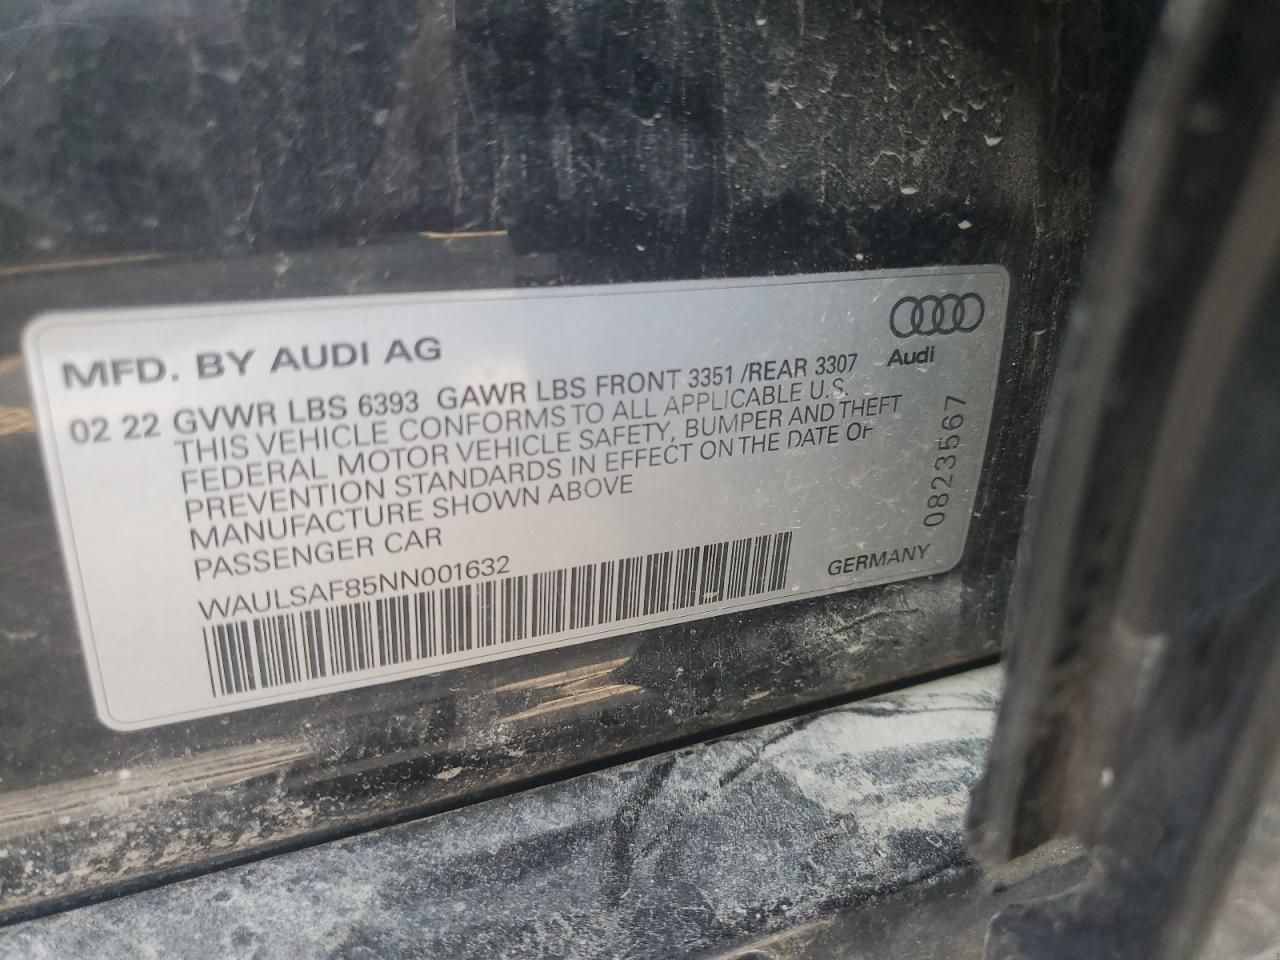 MFD. BY AUDI AG
Audi
02 22 GVWR LBS 6393 GAWR LBS FRONT 3351 /REAR 3307
THIS VEHICLE CONFORMS TO ALL APPLICABLE U.S.
FEDERAL MOTOR VEHICLE SAFETY, BUMPER AND THEFT
PREVENTION STANDARDS IN EFFECT ON THE DATE OF
MANUFACTURE SHOWN ABOVE
PASSENGER CAR
WAULSAF85NN001632
GERMANY
0823567